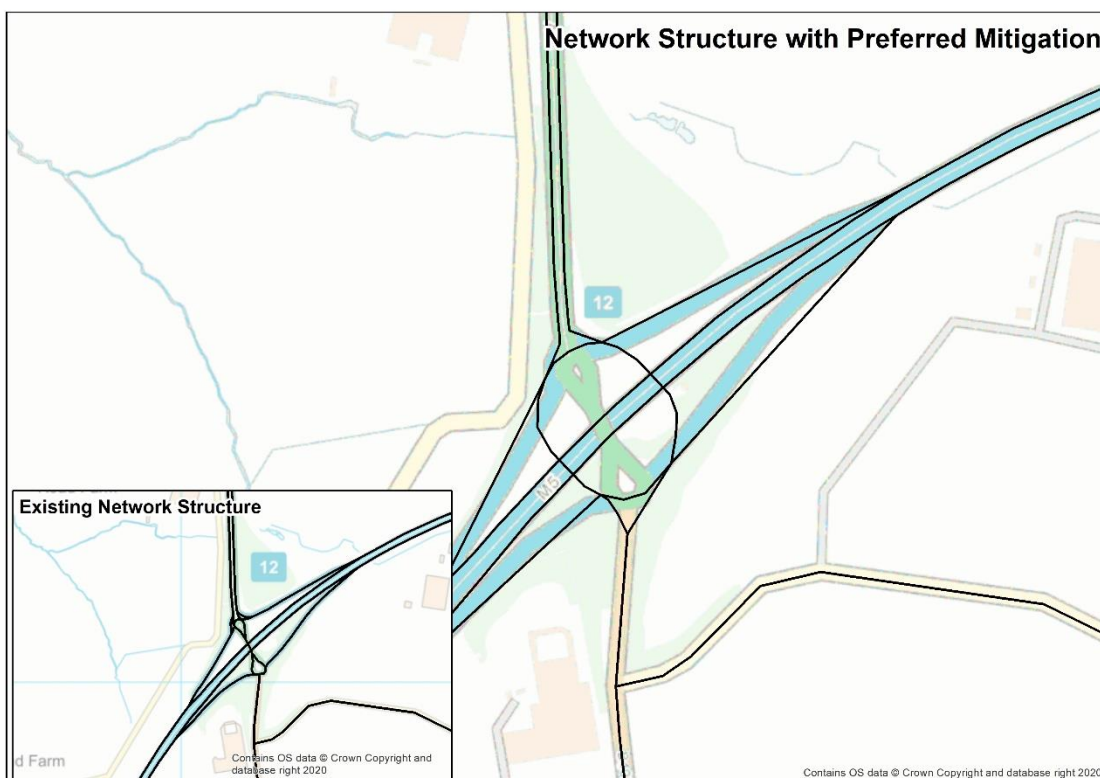 Network Structure with Preferred Mitigation
12
M5
Existing Network Structure
12
d Farm
Contains OS data © Crown Copyright and
database right 2020
Contains OS data © Crown Copyright and database right 2020